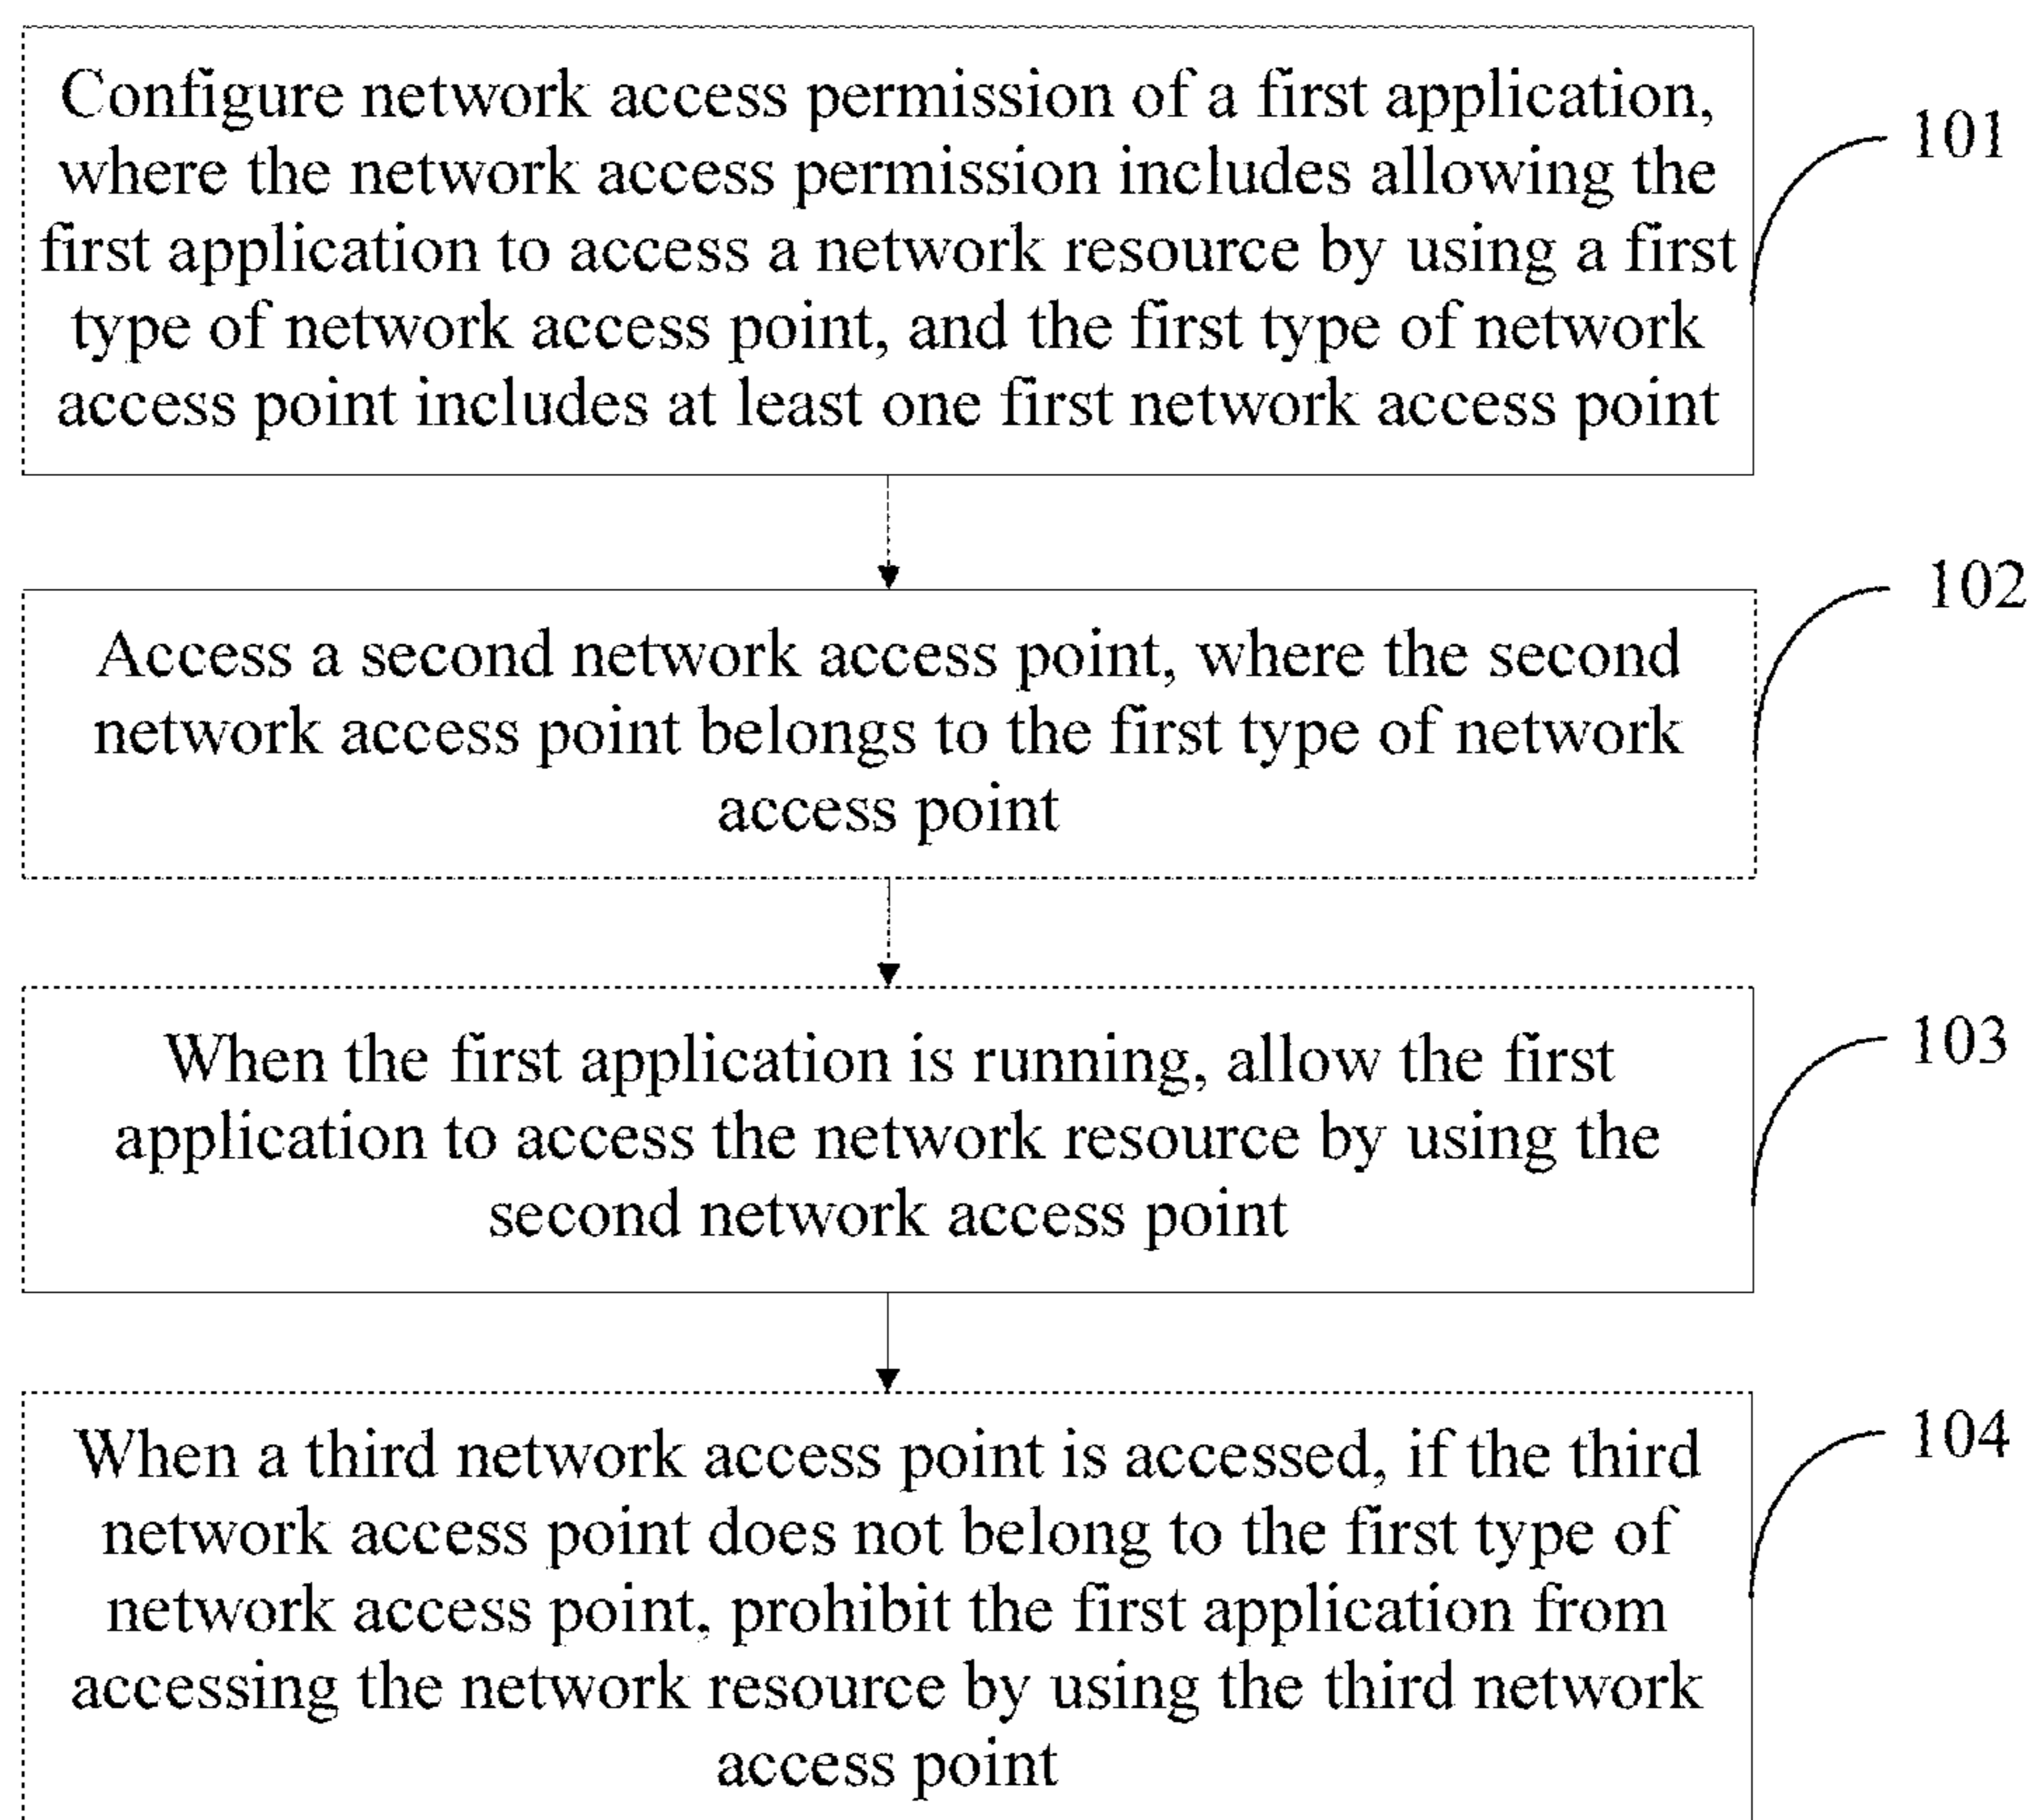 Configure network access permission of a first application,
where the network access permission includes allowing the
first application to access a network resource by using a first
type of network access point, and the first type of network
access point includes at least one first network access point
101
Access a second network access point, where the second
network access point belongs to the first type of network
access point
102
When the first application is running, allow the first
application to access the network resource by using the
second network access point
103
When a third network access point is accessed, if the third
network access point does not belong to the first type of
network access point, prohibit the first application from
accessing the network resource by using the third network
access point
104